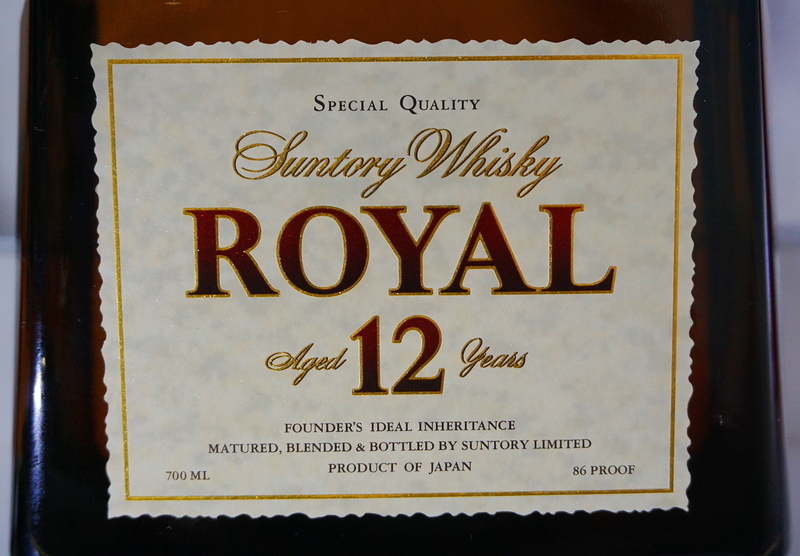 SPECIAL QUALITY
Suntory Whisky
ROYAL
Aged 12 Years
FOUNDER'S IDEAL INHERITANCE
MATURED, BLENDED & BOTTLED BY SUNTORY LIMITED
PRODUCT OF JAPAN
700 ML 86 PROOF